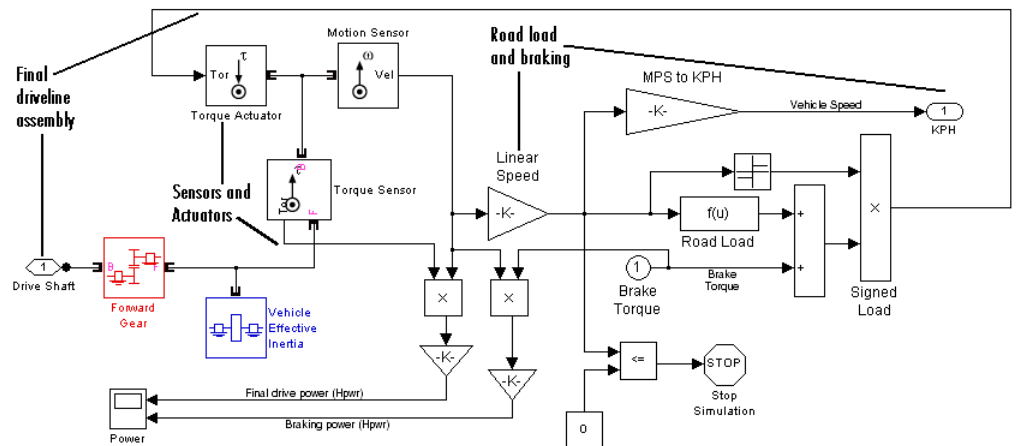 Final
driveline
assembly
Tor
τ
Torque Actuator
Motion Sensor
ω
Vel
Road load
and braking
MPS to KPH
-K-
Vehicle Speed
1
KPH
Sensors and
Actuators
τ
B
Tor
F
Torque Sensor
Linear
Speed
-K-
f(u)
Road Load
+
+
×
Signed
Load
1
Brake
Torque
Brake
Torque
1
Drive Shaft
B
F
Forward
Gear
Vehicle
Effective
Inertia
×
×
-K-
-K-
<=
STOP
Stop
Simulation
0
Final drive power (Hpwr)
Braking power (Hpwr)
Power